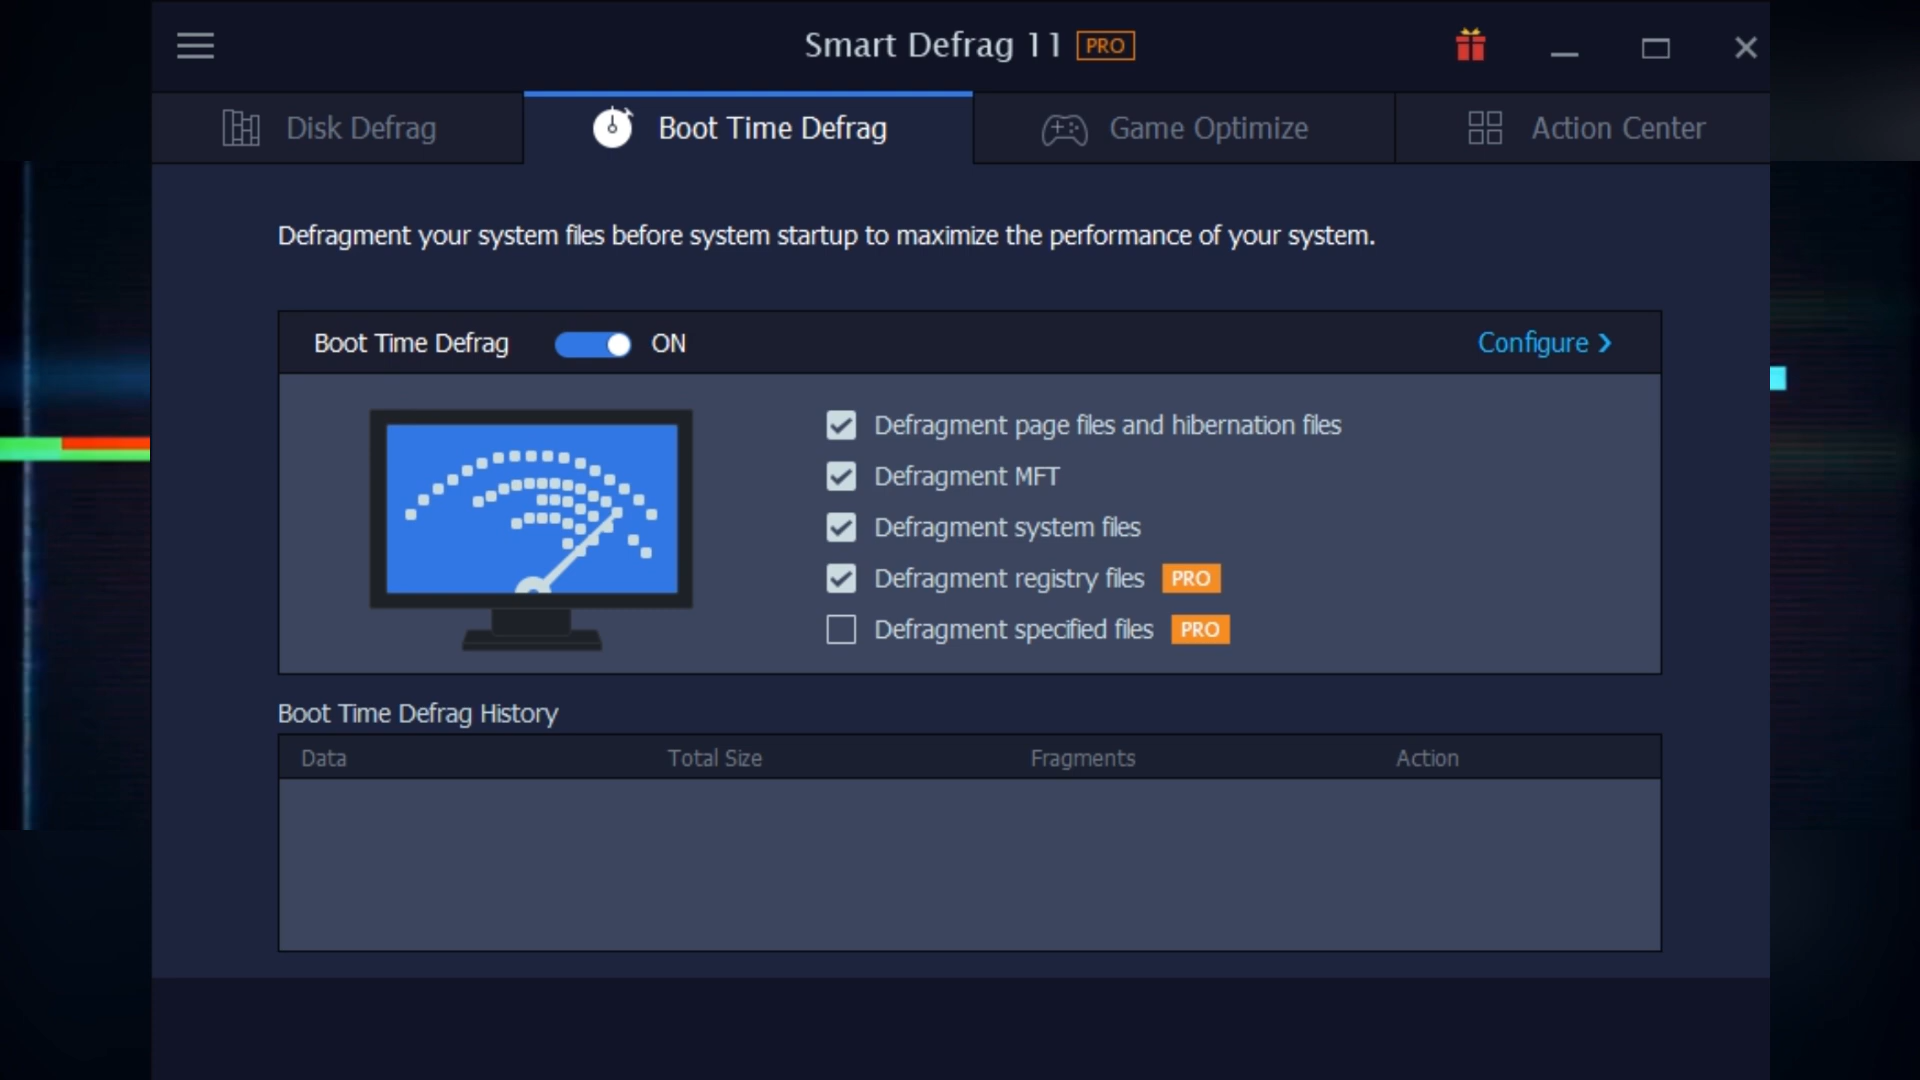 Smart Defrag 11 PRO
Disk Defrag
Boot Time Defrag
Game Optimize
Action Center
Defragment your system files before system startup to maximize the performance of your system.
Boot Time Defrag ON
Configure
Defragment page files and hibernation files
Defragment MFT
Defragment system files
Defragment registry files PRO
Defragment specified files PRO
Boot Time Defrag History
Data Total Size Fragments Action